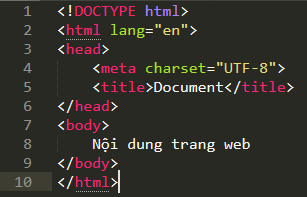 1 <!DOCTYPE html>
2 <html lang="en">
3 <head>
4     <meta charset="UTF-8">
5     <title>Document</title>
6 </head>
7 <body>
8     Nội dung trang web
9 </body>
10 </html>